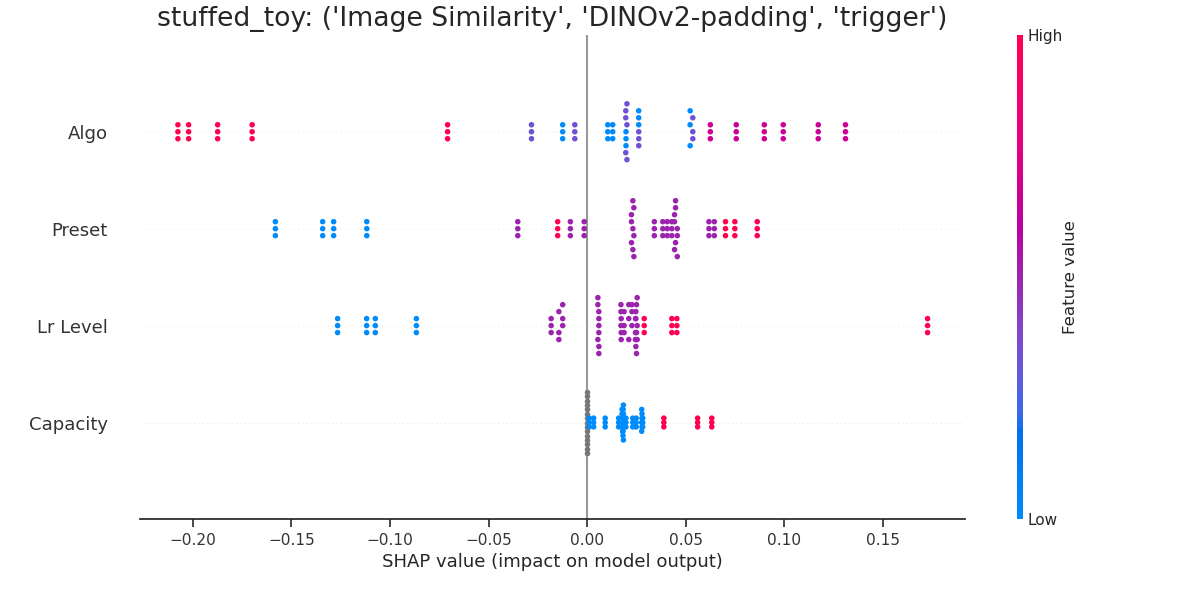 stuffed_toy: ('Image Similarity', 'DINOv2-padding', 'trigger')
High
Algo
Preset
Lr Level
Capacity
Feature value
Low
−0.20
−0.15
−0.10
−0.05
0.00
0.05
0.10
0.15
SHAP value (impact on model output)